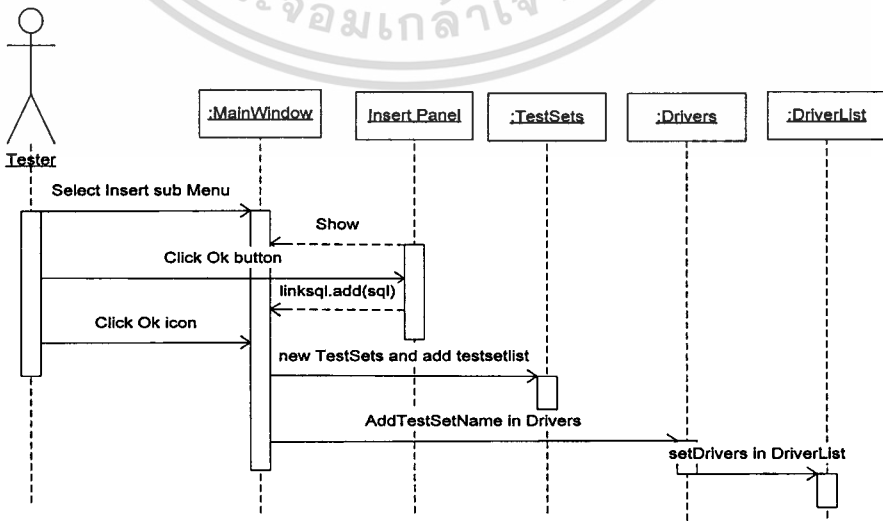 :MainWindow
Insert Panel
:TestSets
:Drivers
:DriverList
Tester
Select Insert sub Menu
Show
Click Ok button
linksql.add(sql)
Click Ok icon
new TestSets and add testsetlist
AddTestSetName in Drivers
setDrivers in DriverList